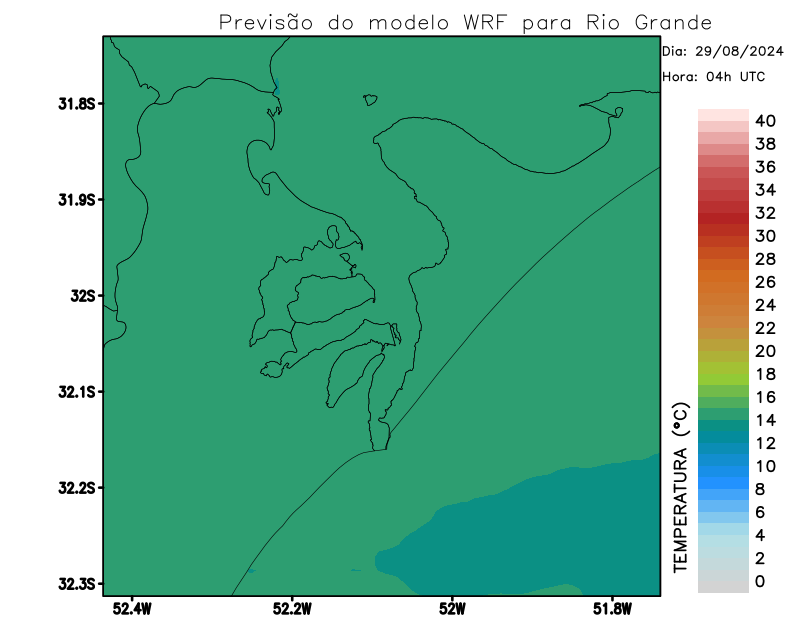 Previsão do modelo WRF para Rio Grande
Dia: 29/08/2024
Hora: 04h UTC
31.8S
31.9S
32S
32.1S
32.2S
32.3S
52.4W
52.2W
52W
51.8W
TEMPERATURA (°C)
40
38
36
34
32
30
28
26
24
22
20
18
16
14
12
10
8
6
4
2
0